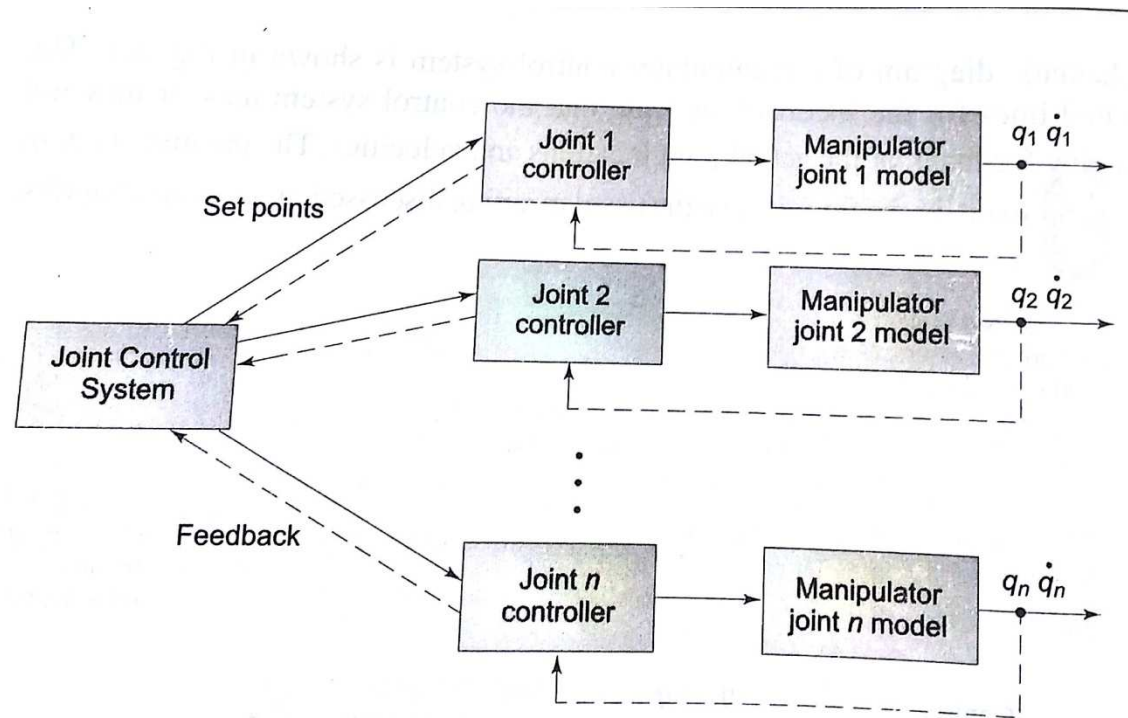 Joint 1
controller
Manipulator
joint 1 model
q₁ q̇₁
Set points
Joint 2
controller
Manipulator
joint 2 model
q₂ q̇₂
Joint Control
System
Feedback
Joint n
controller
Manipulator
joint n model
qₙ q̇ₙ